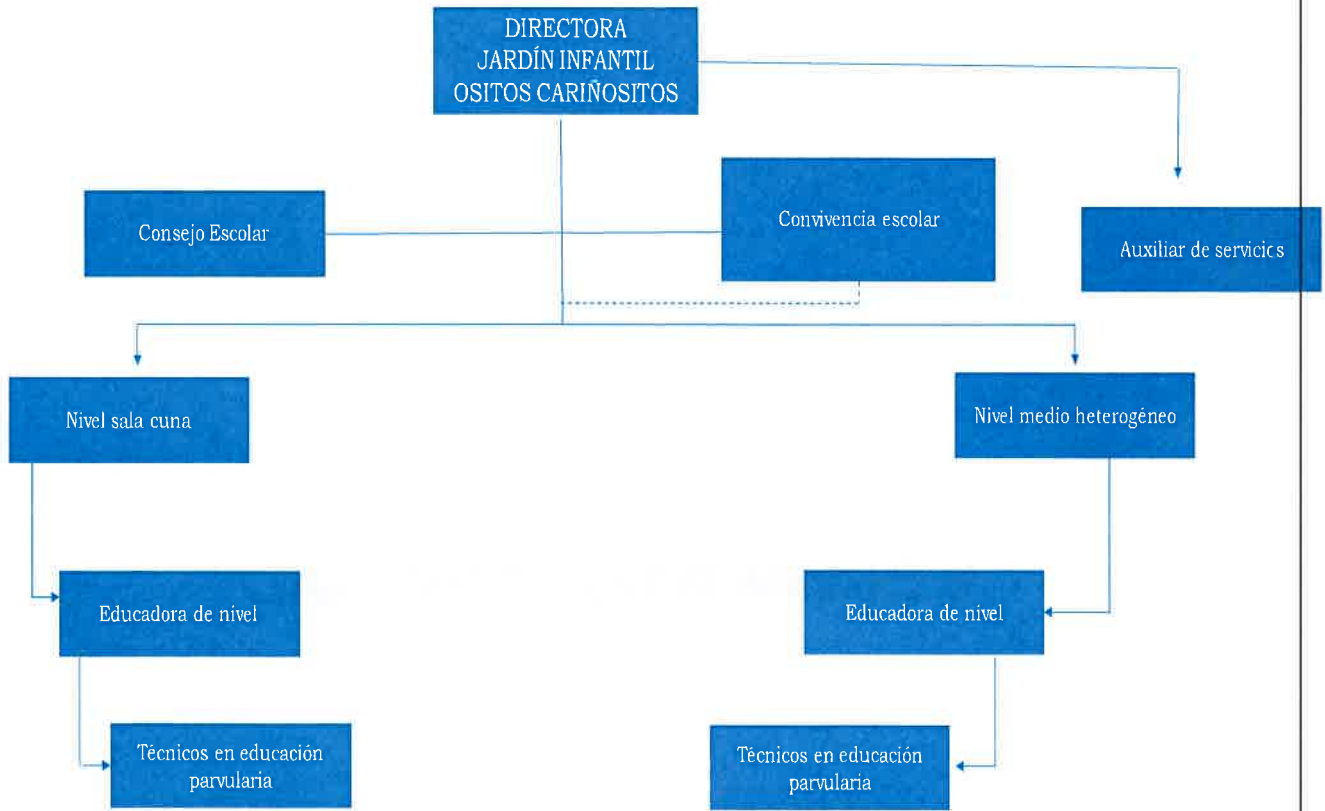 DIRECTORA
JARDÍN INFANTIL
OSITOS CARIÑOSITOS
Consejo Escolar
Convivencia escolar
Auxiliar de servicios
Nivel sala cuna
Nivel medio heterogéneo
Educadora de nivel
Educadora de nivel
Técnicos en educación
parvularia
Técnicos en educación
parvularia